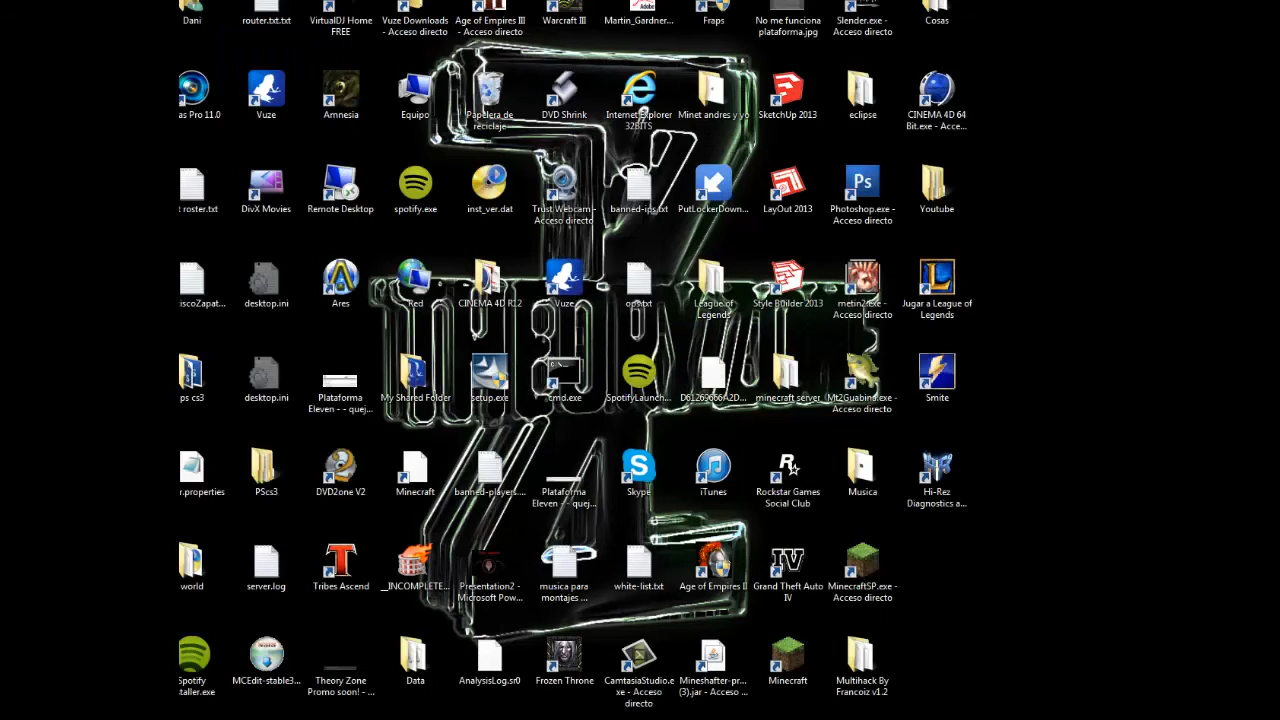 Dani
router.txt.txt
VirtualDJ Home
FREE
Vuze Downloads
- Acceso directo
Age of Empires III
- Acceso directo
Warcraft III
Martin_Gardner...
Fraps
No me funciona
plataforma.jpg
Slender.exe -
Acceso directo
Cosas
as Pro 11.0
Vuze
Amnesia
Equipo
Papelera de
reciclaje
DVD Shrink
Internet Explorer
32BITS
Minet andres y yo
SketchUp 2013
eclipse
CINEMA 4D 64
Bit.exe - Acce...
t roster.txt
DivX Movies
Remote Desktop
spotify.exe
inst_ver.dat
Trust Webcam -
Acceso directo
banned-ips.txt
PutLockerDown...
LayOut 2013
Ps
Photoshop.exe -
Acceso directo
Youtube
iscoZapat...
desktop.ini
Ares
Red
CINEMA 4D R12
Vuze
ops.txt
League of
Legends
Style Builder 2013
metin2.exe -
Acceso directo
L
Jugar a League of
Legends
ps cs3
desktop.ini
Plataforma
Eleven - - quej...
My Shared Folder
setup.exe
cmd.exe
SpotifyLaunch...
D61269666A2D...
minecraft server
Mt2Guabina.exe -
Acceso directo
Smite
r.properties
PScs3
DVD2one V2
Minecraft
banned-players....
Plataforma
Eleven - - quej...
S
Skype
iTunes
R
Rockstar Games
Social Club
Musica
Hi-Rez
Diagnostics a...
world
server.log
T
Tribes Ascend
__INCOMPLETE...
Presentation2 -
Microsoft Pow...
musica para
montajes ...
white-list.txt
Age of Empires II
IV
Grand Theft Auto
IV
MinecraftSP.exe -
Acceso directo
Spotify
staller.exe
MCEdit-stable3...
Theory Zone
Promo soon! - ...
Data
AnalysisLog.sr0
Frozen Throne
CamtasiaStudio.e
xe - Acceso
directo
Mineshafter-pr...
(3).jar - Acceso ...
Minecraft
Multihack By
Francoiz v1.2